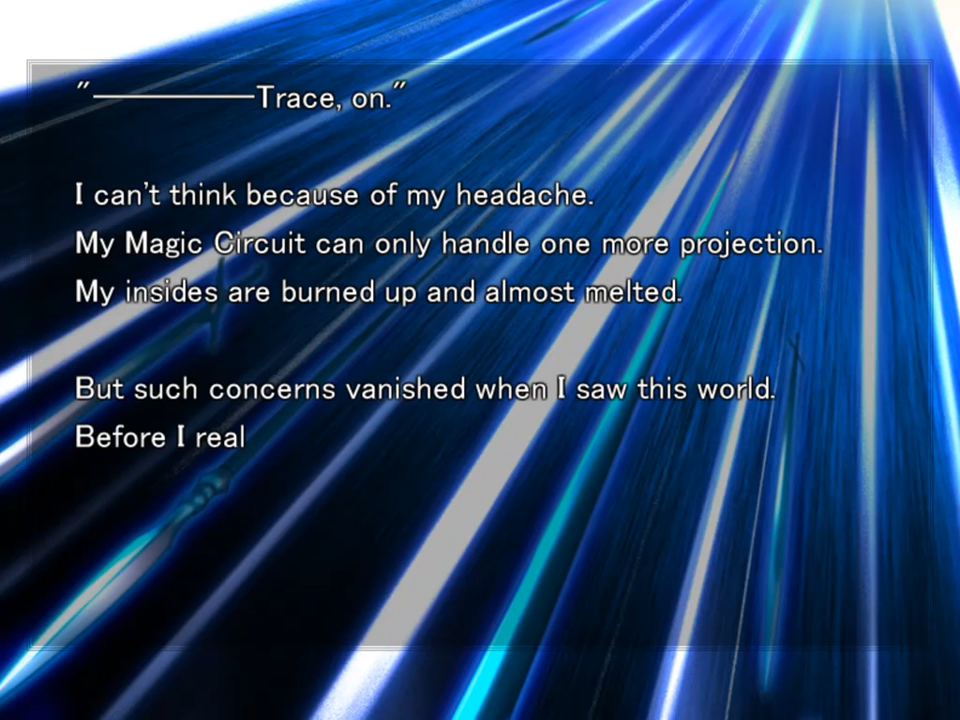 "──────Trace, on."
I can't think because of my headache.
My Magic Circuit can only handle one more projection.
My insides are burned up and almost melted.
But such concerns vanished when I saw this world.
Before I real